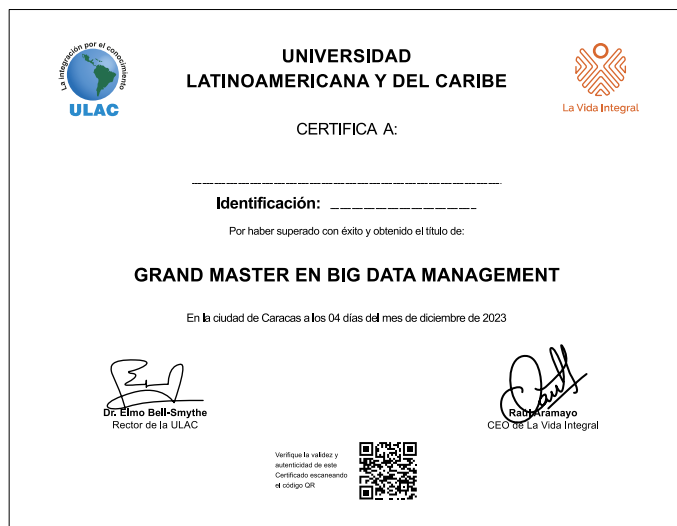 La integración por el conocimiento
ULAC
UNIVERSIDAD
LATINOAMERICANA Y DEL CARIBE
La Vida Integral
CERTIFICA A:
Identificación:
Por haber superado con éxito y obtenido el título de:
GRAND MASTER EN BIG DATA MANAGEMENT
En la ciudad de Caracas a los 04 días del mes de diciembre de 2023
Dr. Elmo Bell-Smythe
Rector de la ULAC
Raúl Aramayo
CEO de La Vida Integral
Verifique la validez y
autenticidad de este
Certificado escaneando
el código QR